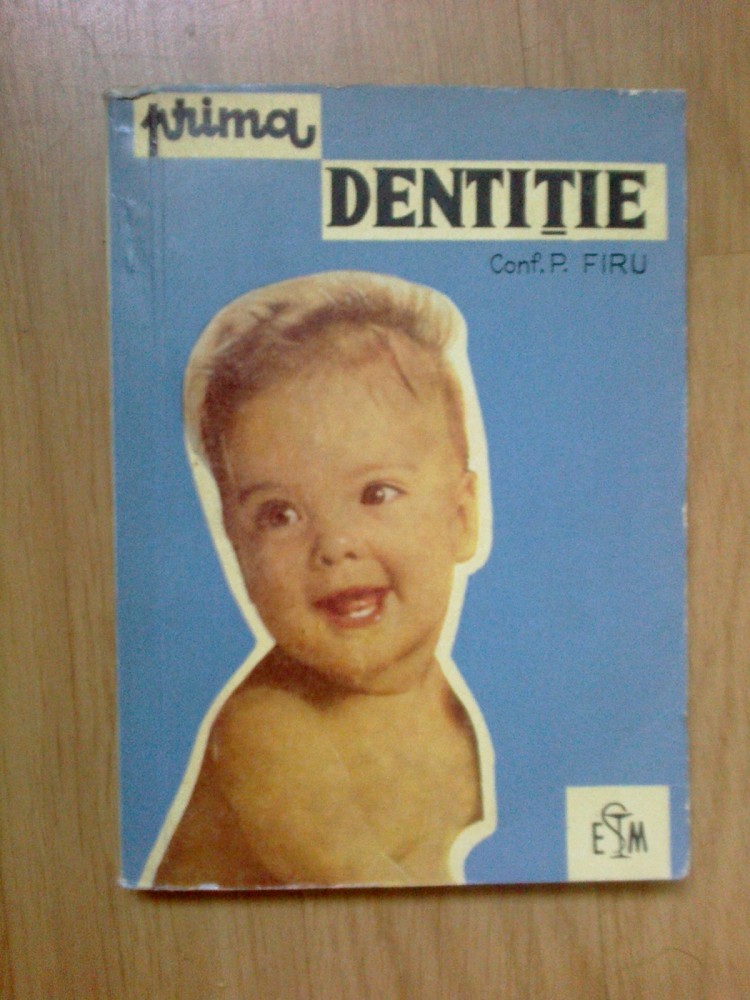 prima
DENTIȚIE
Conf. P. FIRU
ESM